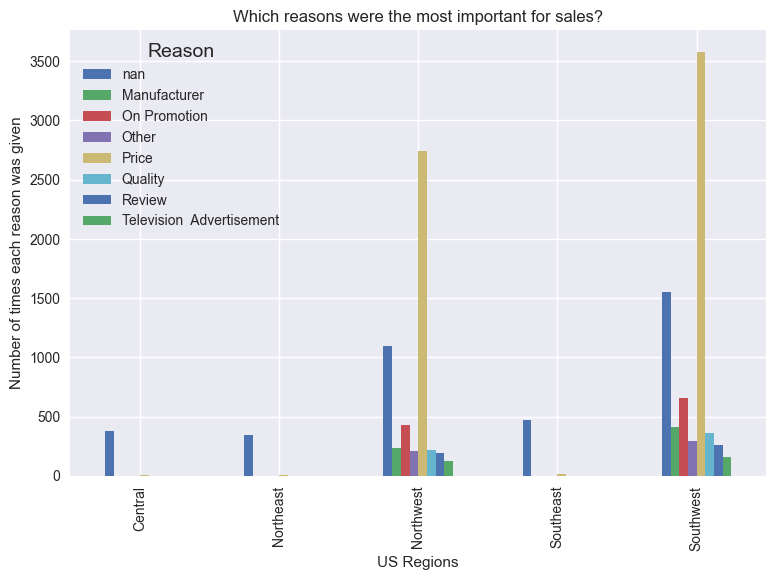 Which reasons were the most important for sales?
Reason
nan
Manufacturer
On Promotion
Other
Price
Quality
Review
Television  Advertisement
Number of times each reason was given
3500
3000
2500
2000
1500
1000
500
0
Central
Northeast
Northwest
Southeast
Southwest
US Regions